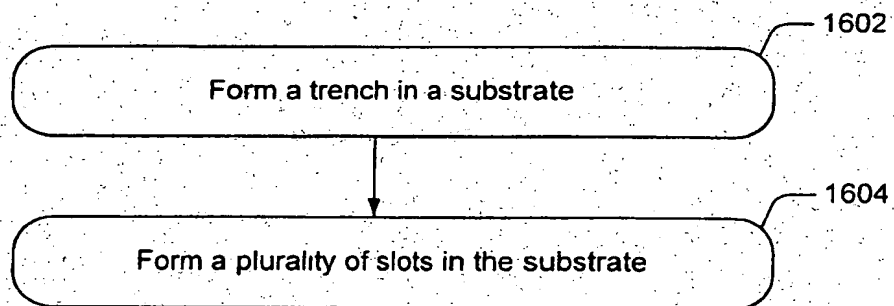 1602
Form a trench in a substrate
1604
Form a plurality of slots in the substrate